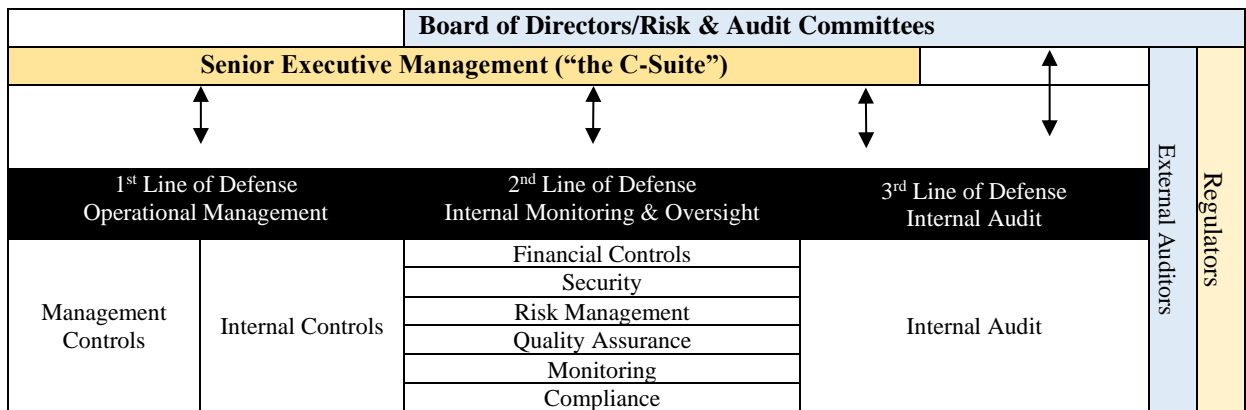 Board of Directors/Risk & Audit Committees
Senior Executive Management (“the C-Suite”)
1st Line of Defense
Operational Management
2nd Line of Defense
Internal Monitoring & Oversight
3rd Line of Defense
Internal Audit
Management
Controls
Internal Controls
Financial Controls
Security
Risk Management
Quality Assurance
Monitoring
Compliance
Internal Audit
External Auditors
Regulators